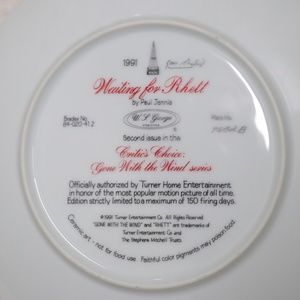 1991
Waiting for Rhett
by Paul Jennis
Bradex No.
84-G20-41.2
W. S. George
Plate No.
second issue in the
Critic's Choice:
Gone With the Wind series
Officially authorized by Turner Home Entertainment
in honor of the most popular motion picture of all time.
Edition strictly limited to a maximum of 150 firing days.
©1991 Turner Entertainment Co. All Rights Reserved.
"GONE WITH THE WIND" and "RHETT" are trademarks of
Turner Entertainment Co. and
The Stephens Mitchell Trusts
Ceramic art - not for food use. Faithful color pigments may poison food.